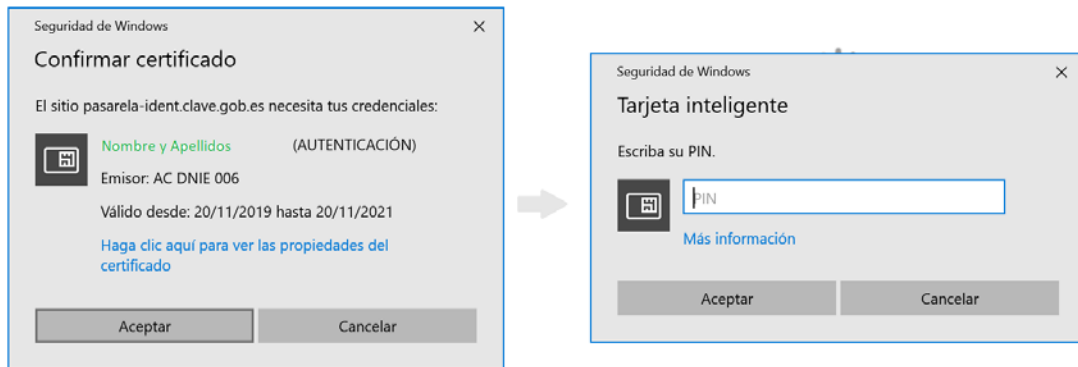 Seguridad de Windows
Confirmar certificado
El sitio pasarela-ident.clave.gob.es necesita tus credenciales:
Nombre y Apellidos (AUTENTICACIÓN)
Emisor: AC DNIE 006
Válido desde: 20/11/2019 hasta 20/11/2021
Haga clic aquí para ver las propiedades del
certificado
Aceptar Cancelar
Seguridad de Windows
Tarjeta inteligente
Escriba su PIN.
PIN
Más información
Aceptar Cancelar